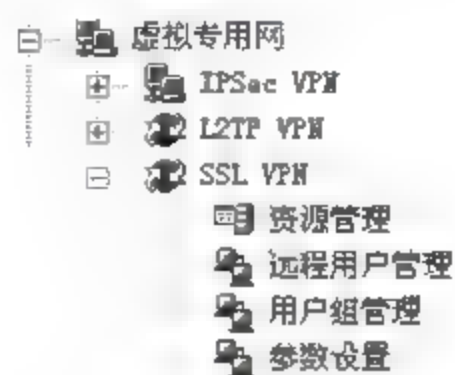 虚拟专用网
IPSec VPN
L2TP VPN
SSL VPN
资源管理
远程用户管理
用户组管理
参数设置